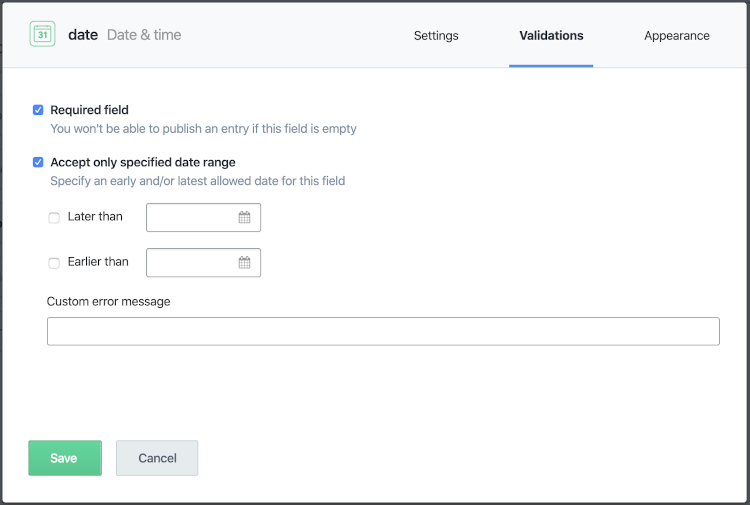 31 date Date & time Settings Validations Appearance
Required field
You won't be able to publish an entry if this field is empty
Accept only specified date range
Specify an early and/or latest allowed date for this field
Later than
Earlier than
Custom error message
Save Cancel